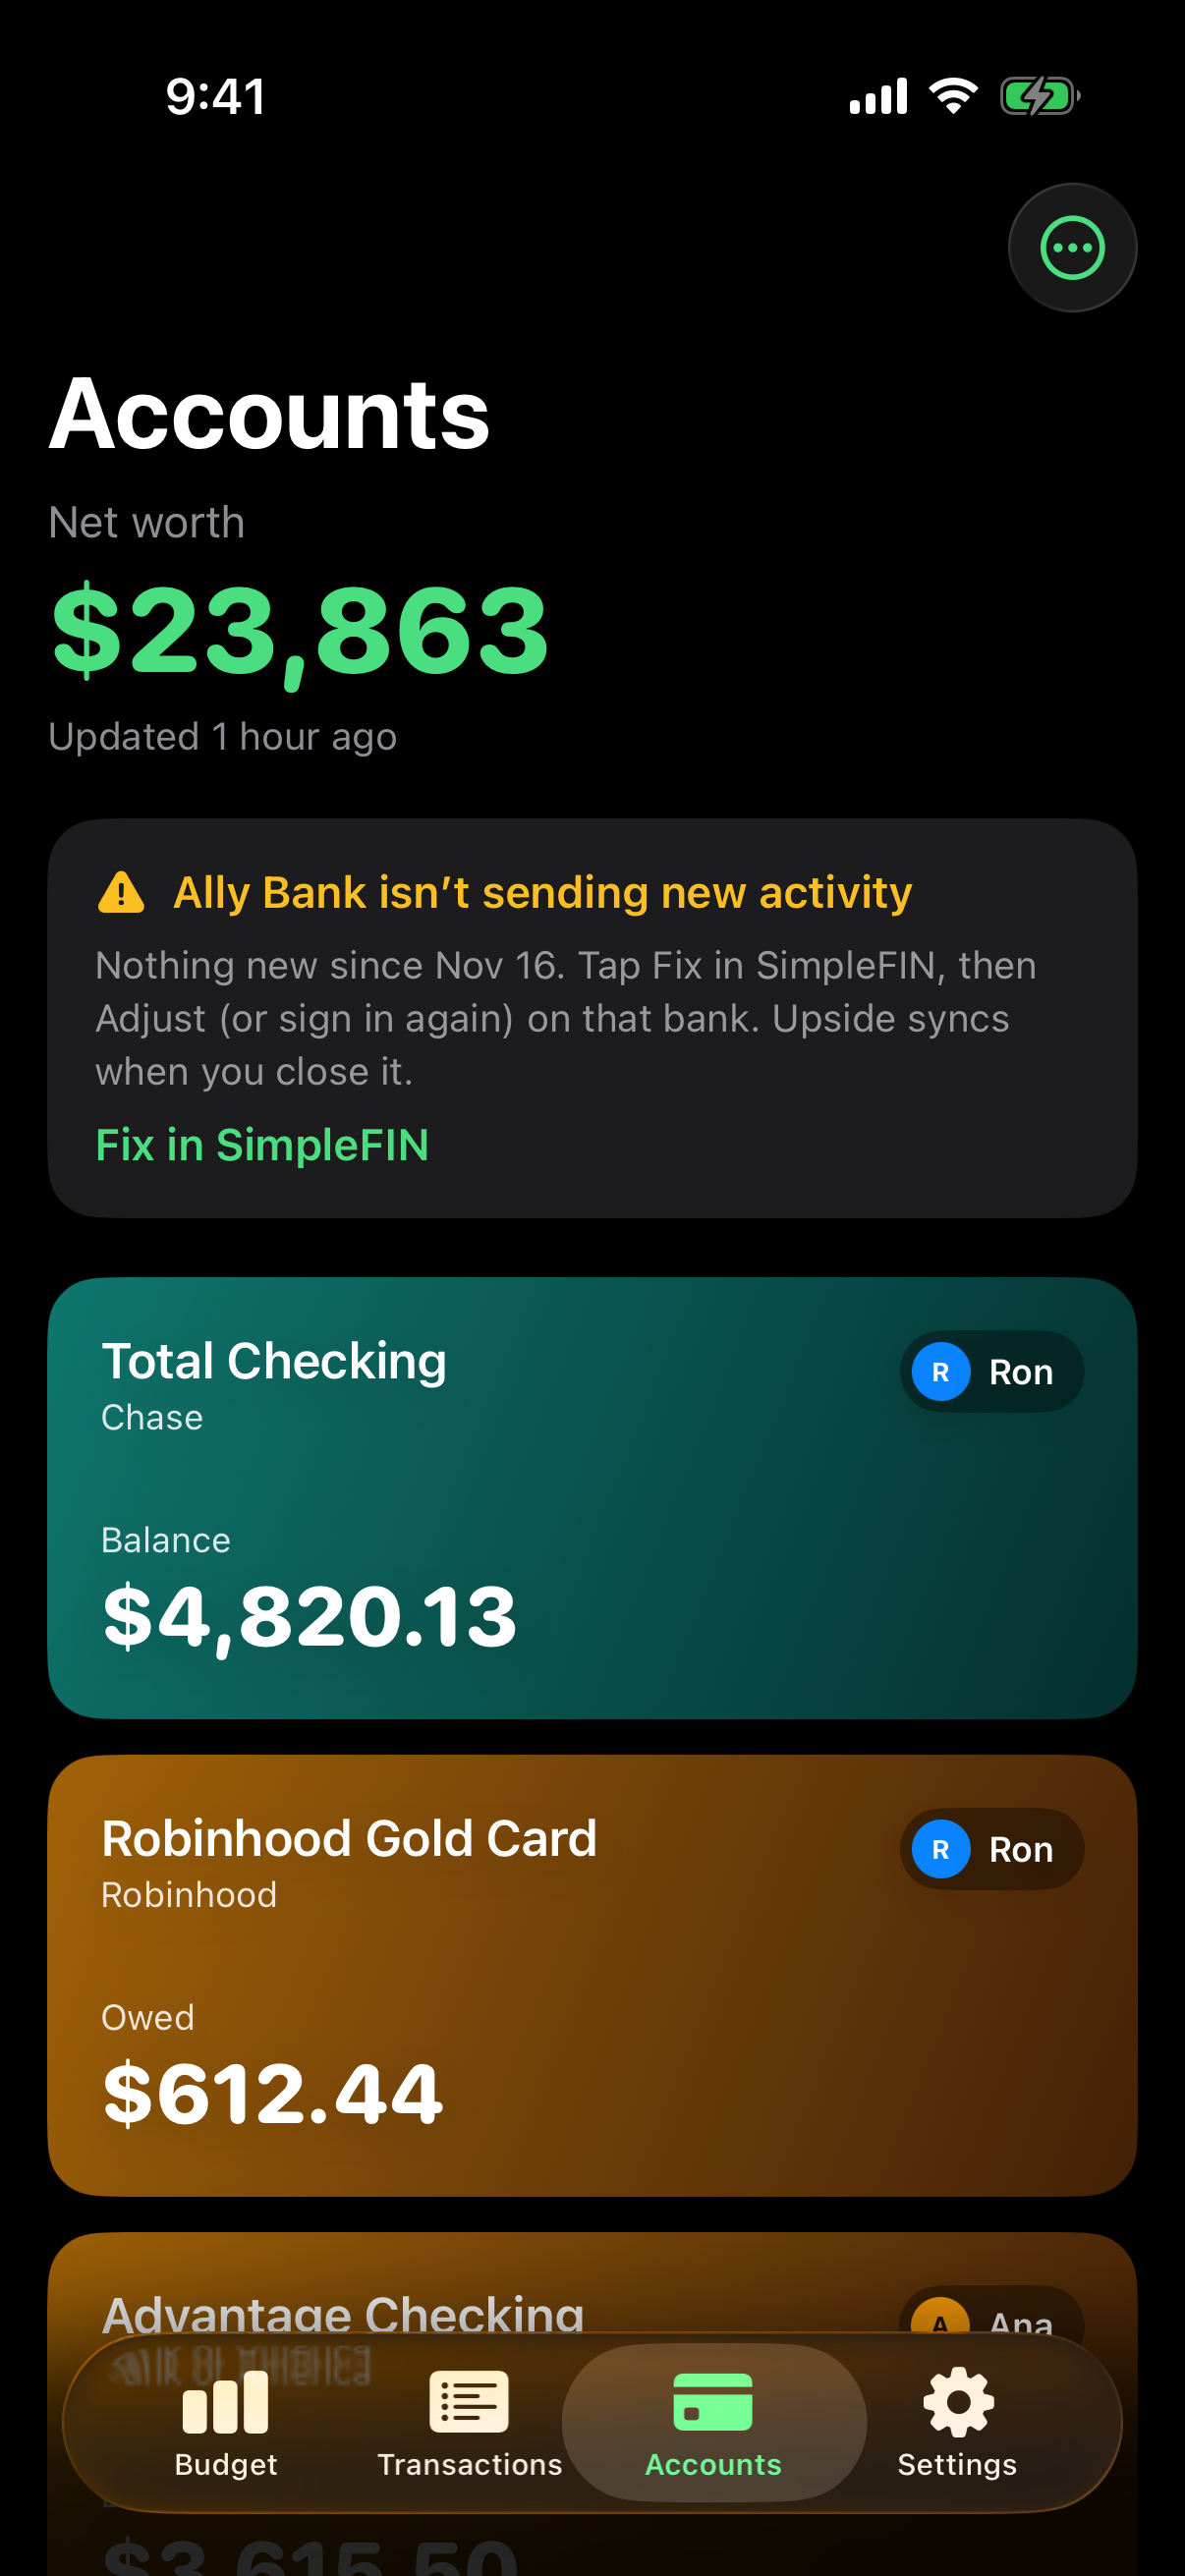 9:41
Accounts
Net worth
$23,863
Updated 1 hour ago
Ally Bank isn’t sending new activity
Nothing new since Nov 16. Tap Fix in SimpleFIN, then
Adjust (or sign in again) on that bank. Upside syncs
when you close it.
Fix in SimpleFIN
Total Checking
R Ron
Chase
Balance
$4,820.13
Robinhood Gold Card
R Ron
Robinhood
Owed
$612.44
Advantage Checking
A Ana
Budget
Transactions
Accounts
Settings
$3,615.50